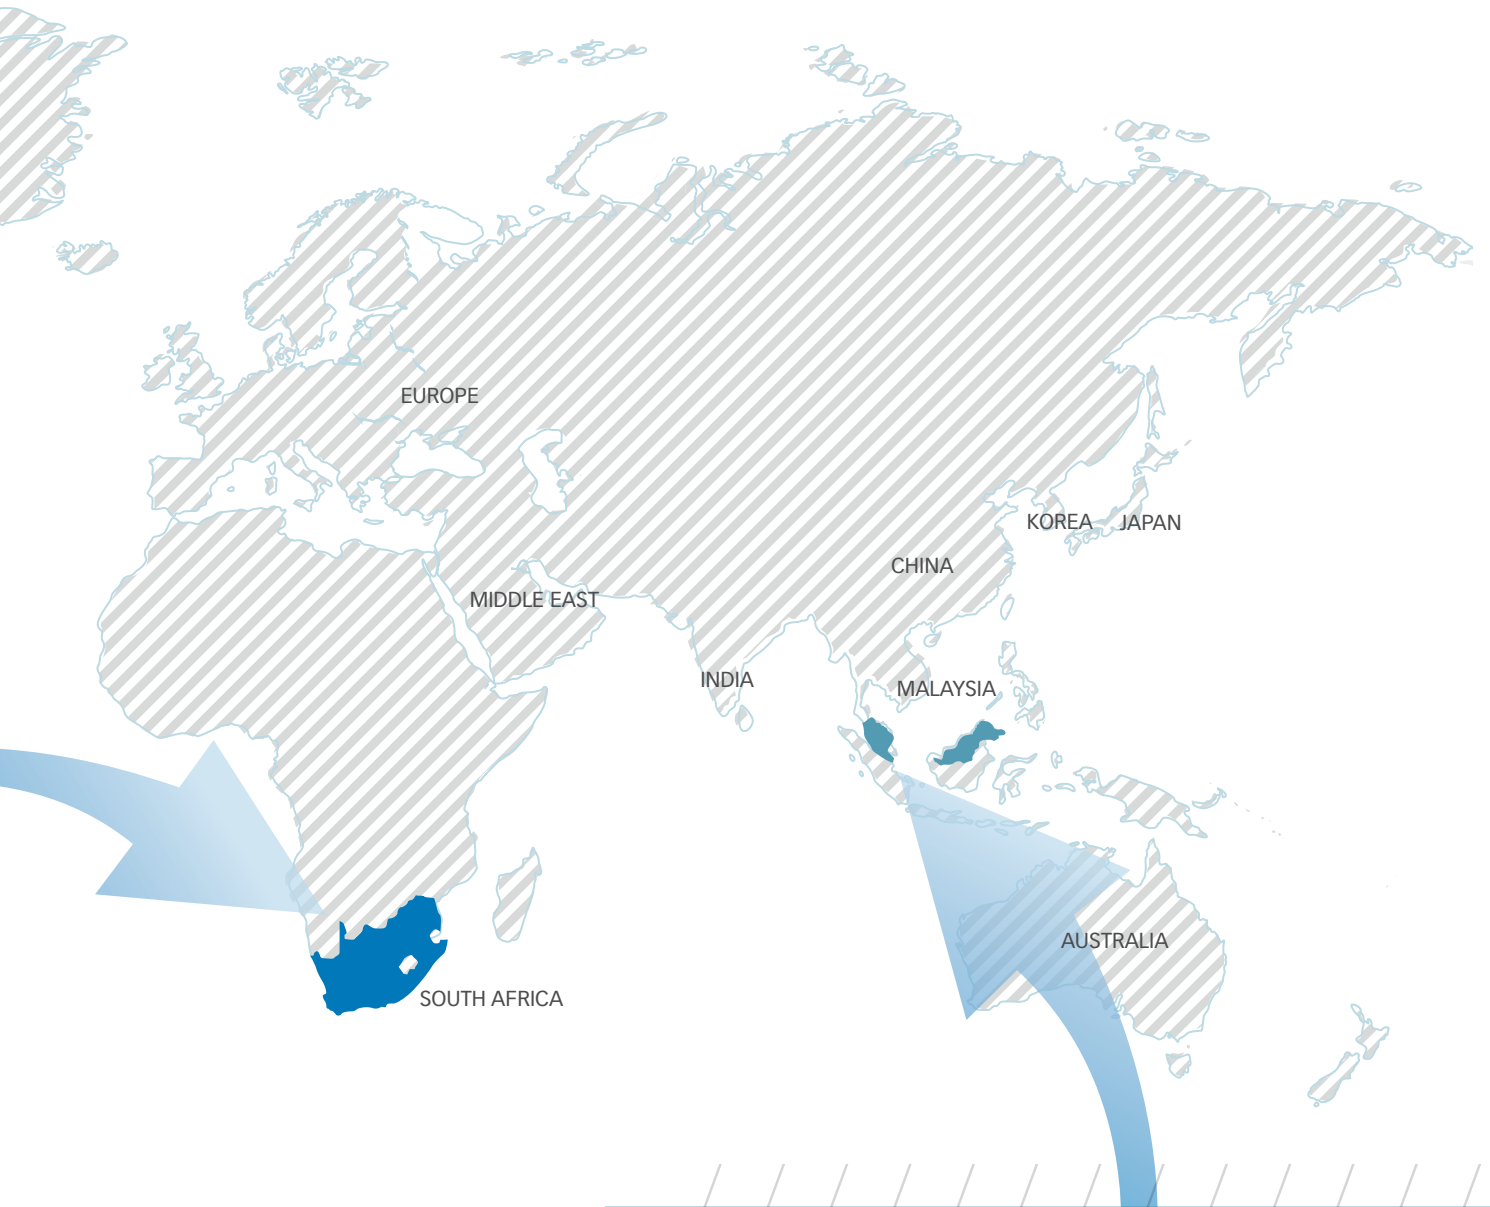 EUROPE
KOREA
JAPAN
CHINA
MIDDLE EAST
INDIA
MALAYSIA
AUSTRALIA
SOUTH AFRICA